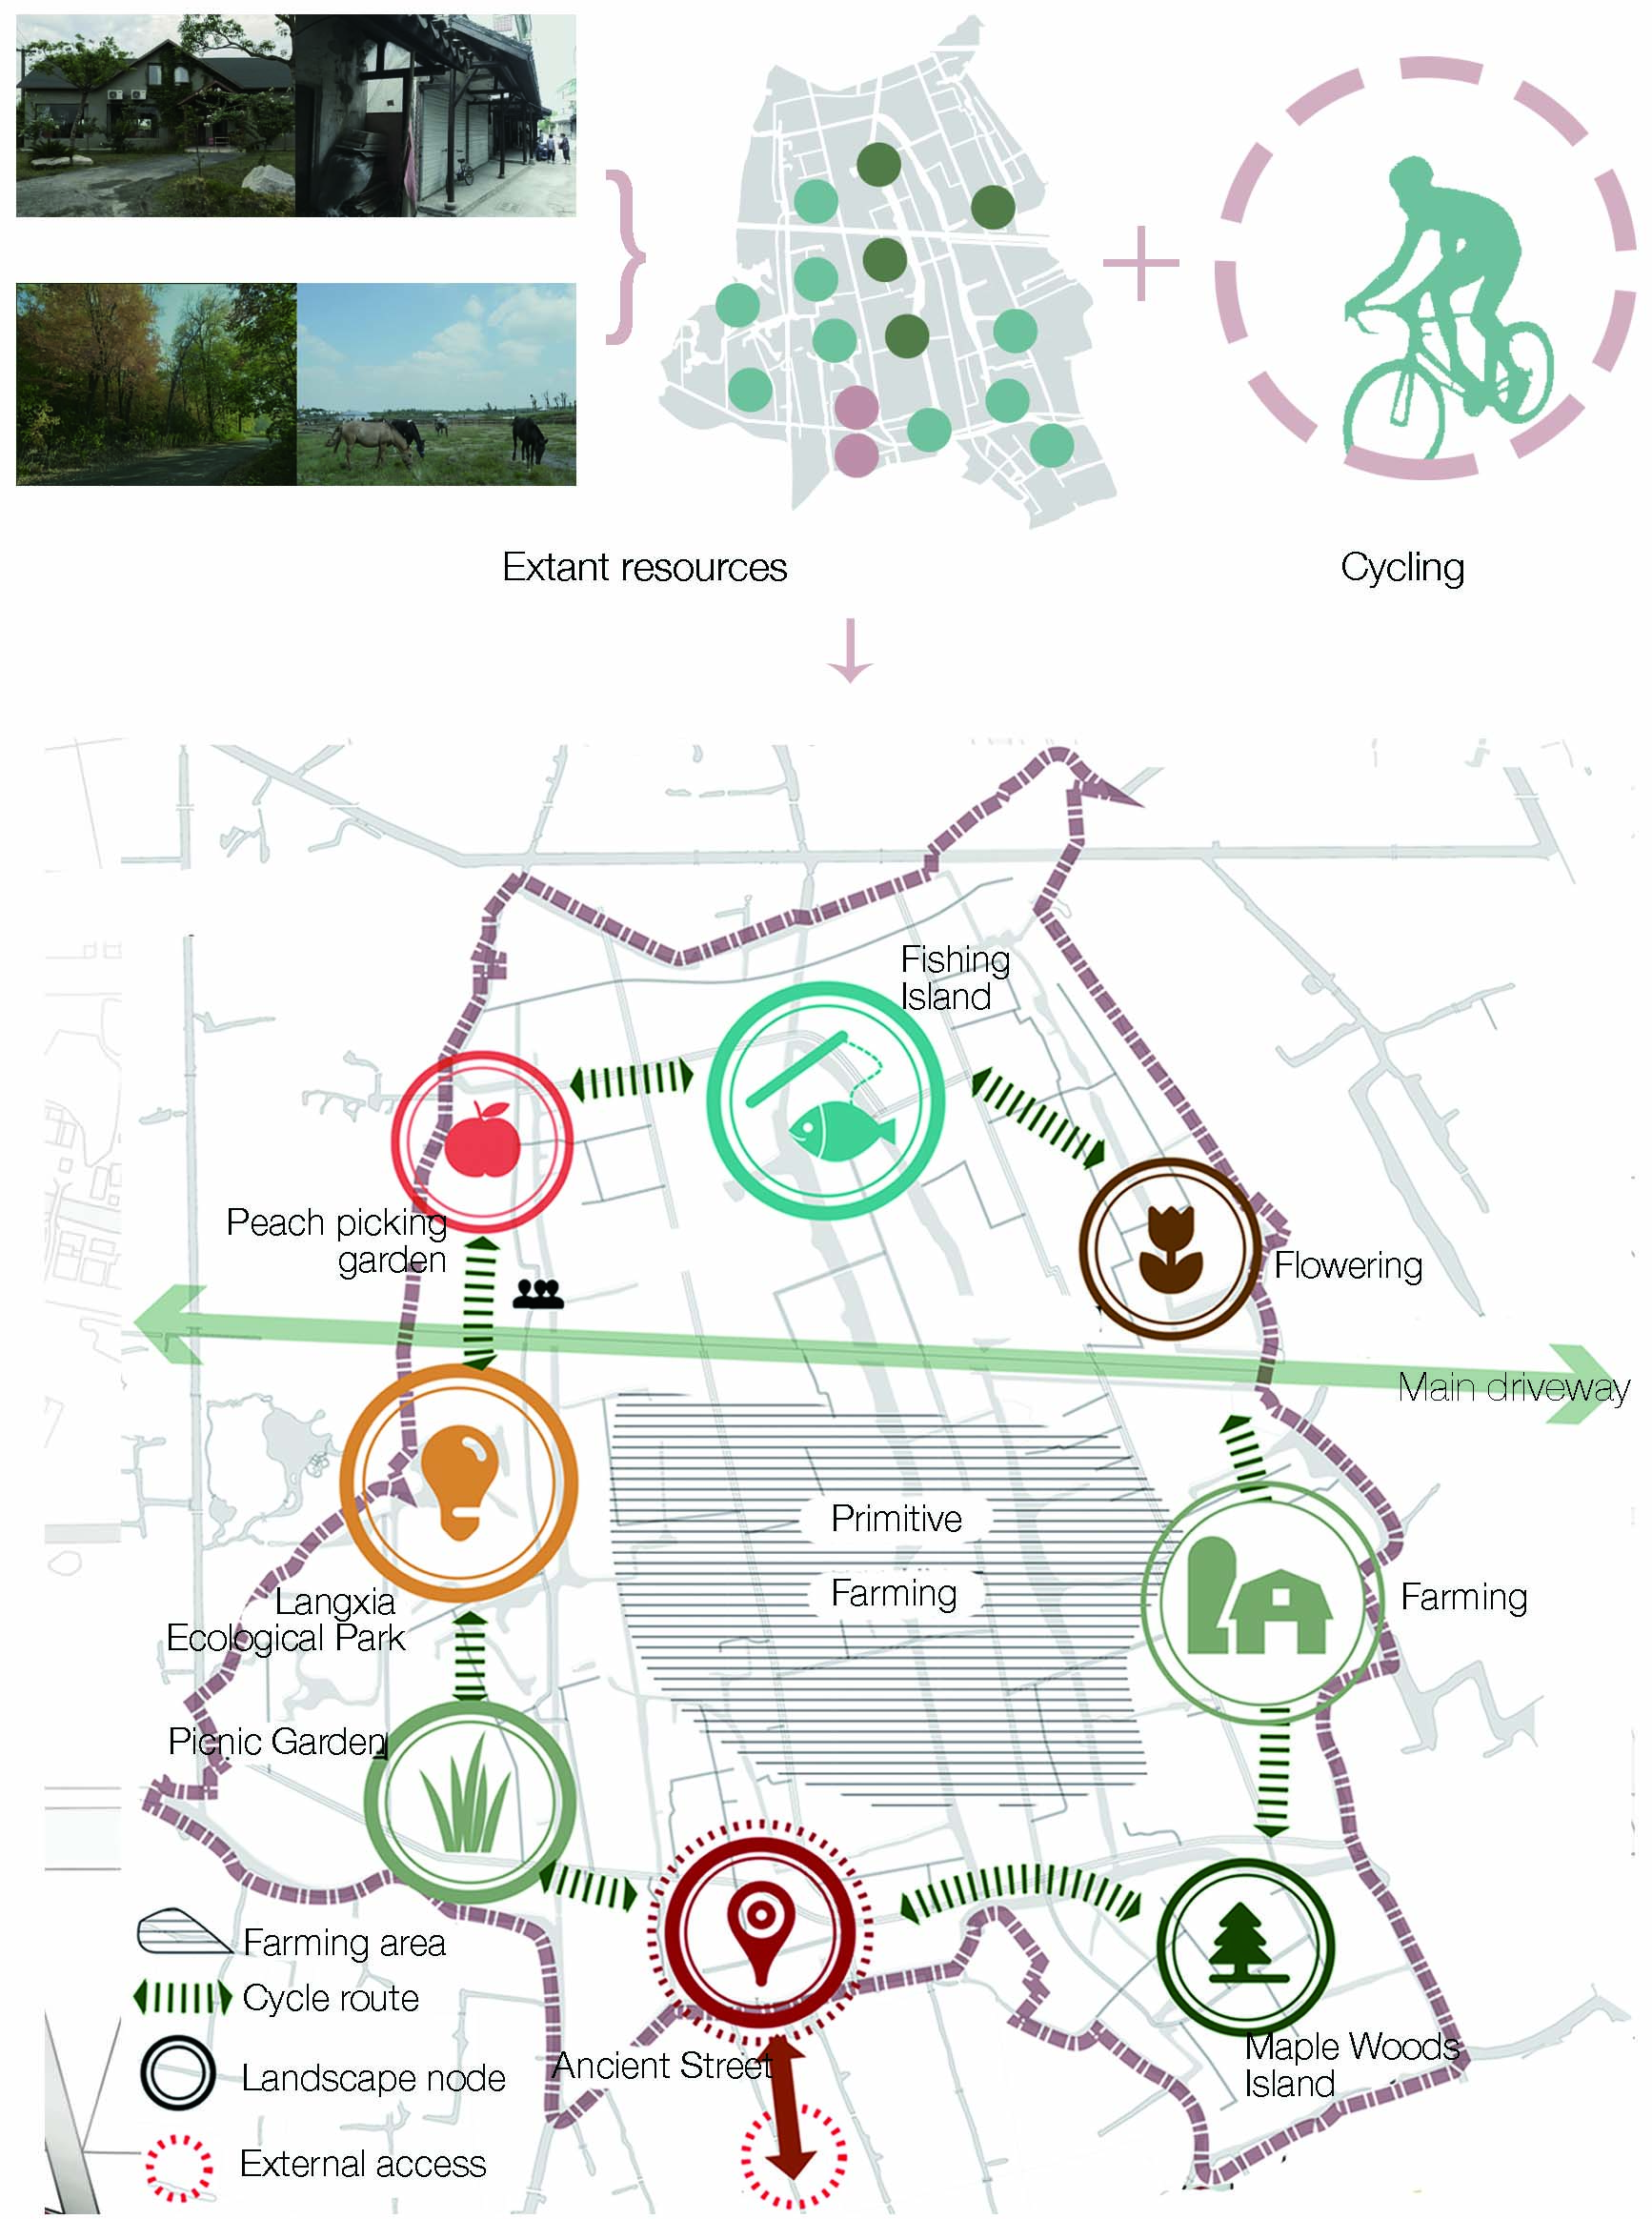 Extant resources
Cycling
Fishing
Island
Peach picking
garden
Flowering
Main driveway
Primitive
Farming
Farming
Langxia
Ecological Park
Picnic Garden
Farming area
Cycle route
Landscape node
External access
Ancient Street
Maple Woods
Island